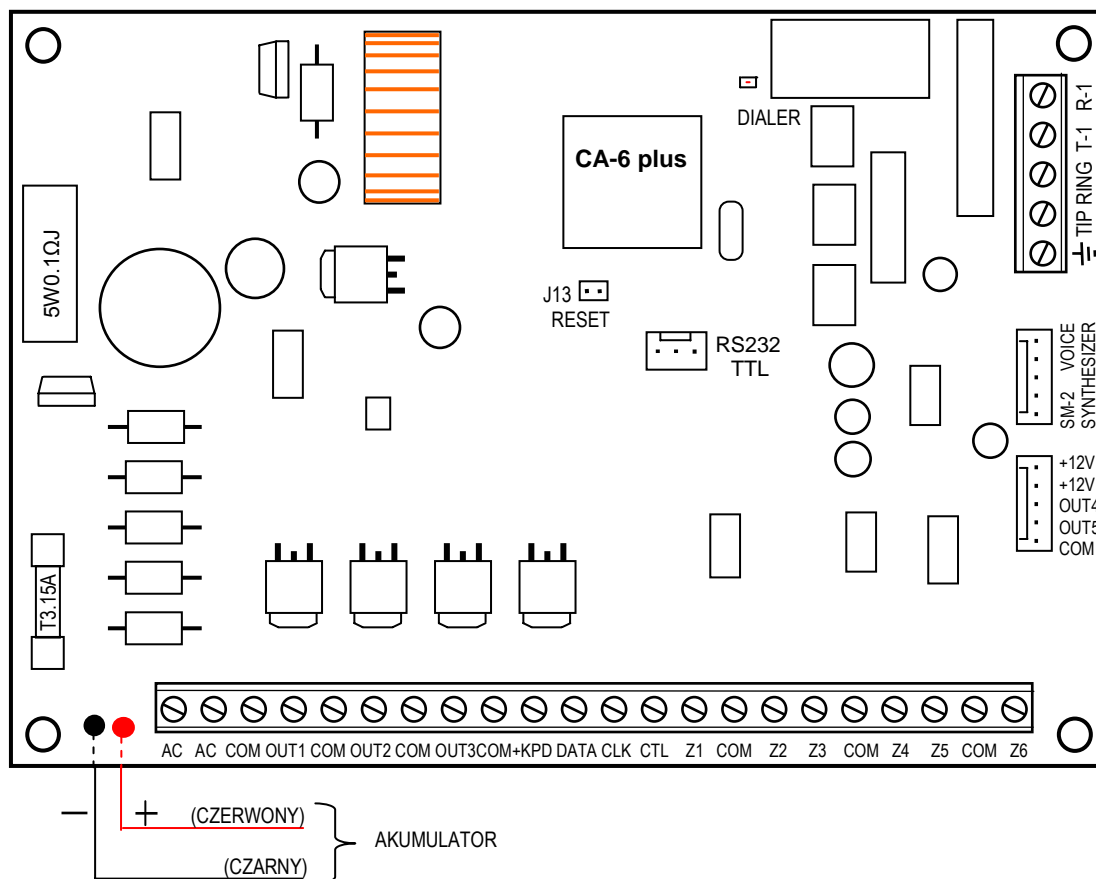 DIALER
CA-6 plus
R-1
T-1
RING
TIP
5W0.1ΩJ
J13
RESET
RS232
TTL
SM-2 VOICE
SYNTHESIZER
+12V
+12V
OUT4
OUT5
COM
T3.15A
AC AC COM OUT1 COM OUT2 COM OUT3 COM +KPD DATA CLK CTL Z1 COM Z2 Z3 COM Z4 Z5 COM Z6
− + (CZERWONY)
AKUMULATOR
(CZARNY)